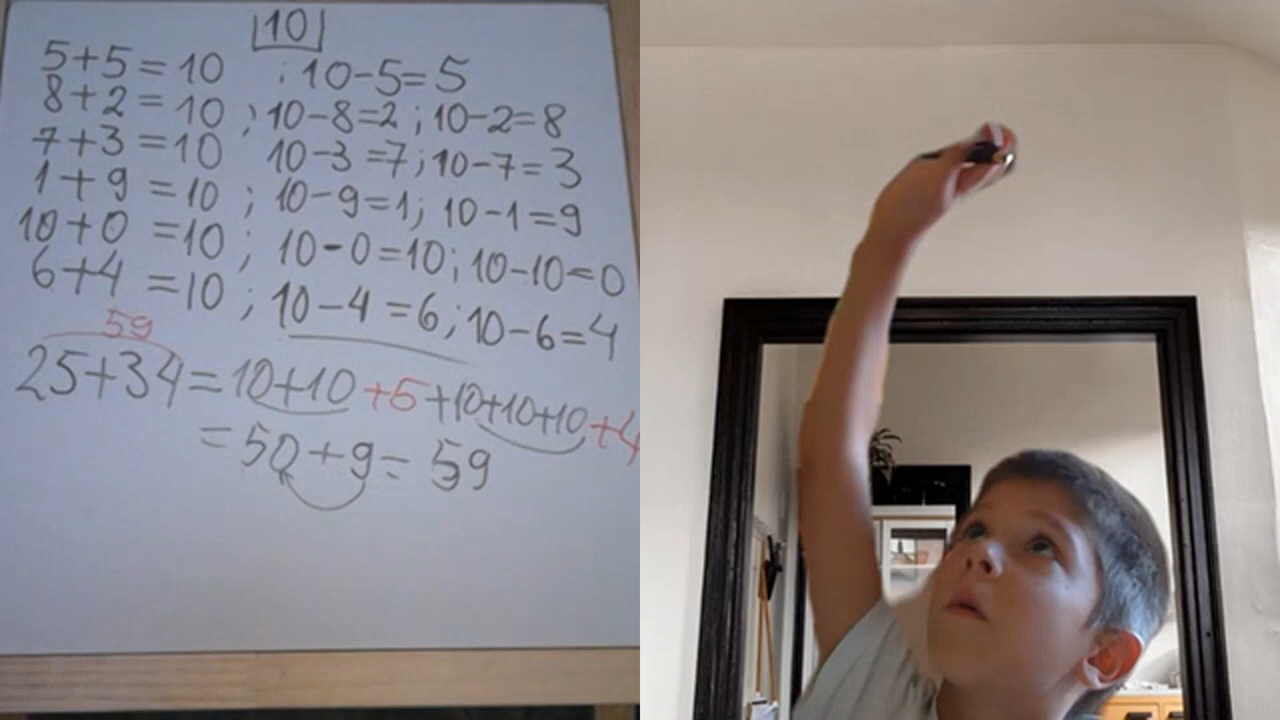 10
5+5=10 ; 10-5=5
8+2=10 ; 10-8=2 ; 10-2=8
7+3=10 10-3=7 ; 10-7=3
1+9=10 ; 10-9=1 ; 10-1=9
10+0=10 ; 10-0=10 ; 10-10=0
6+4=10 ; 10-4=6 ; 10-6=4
59
25+34=10+10+5+10+10+10+4
=50+9=59